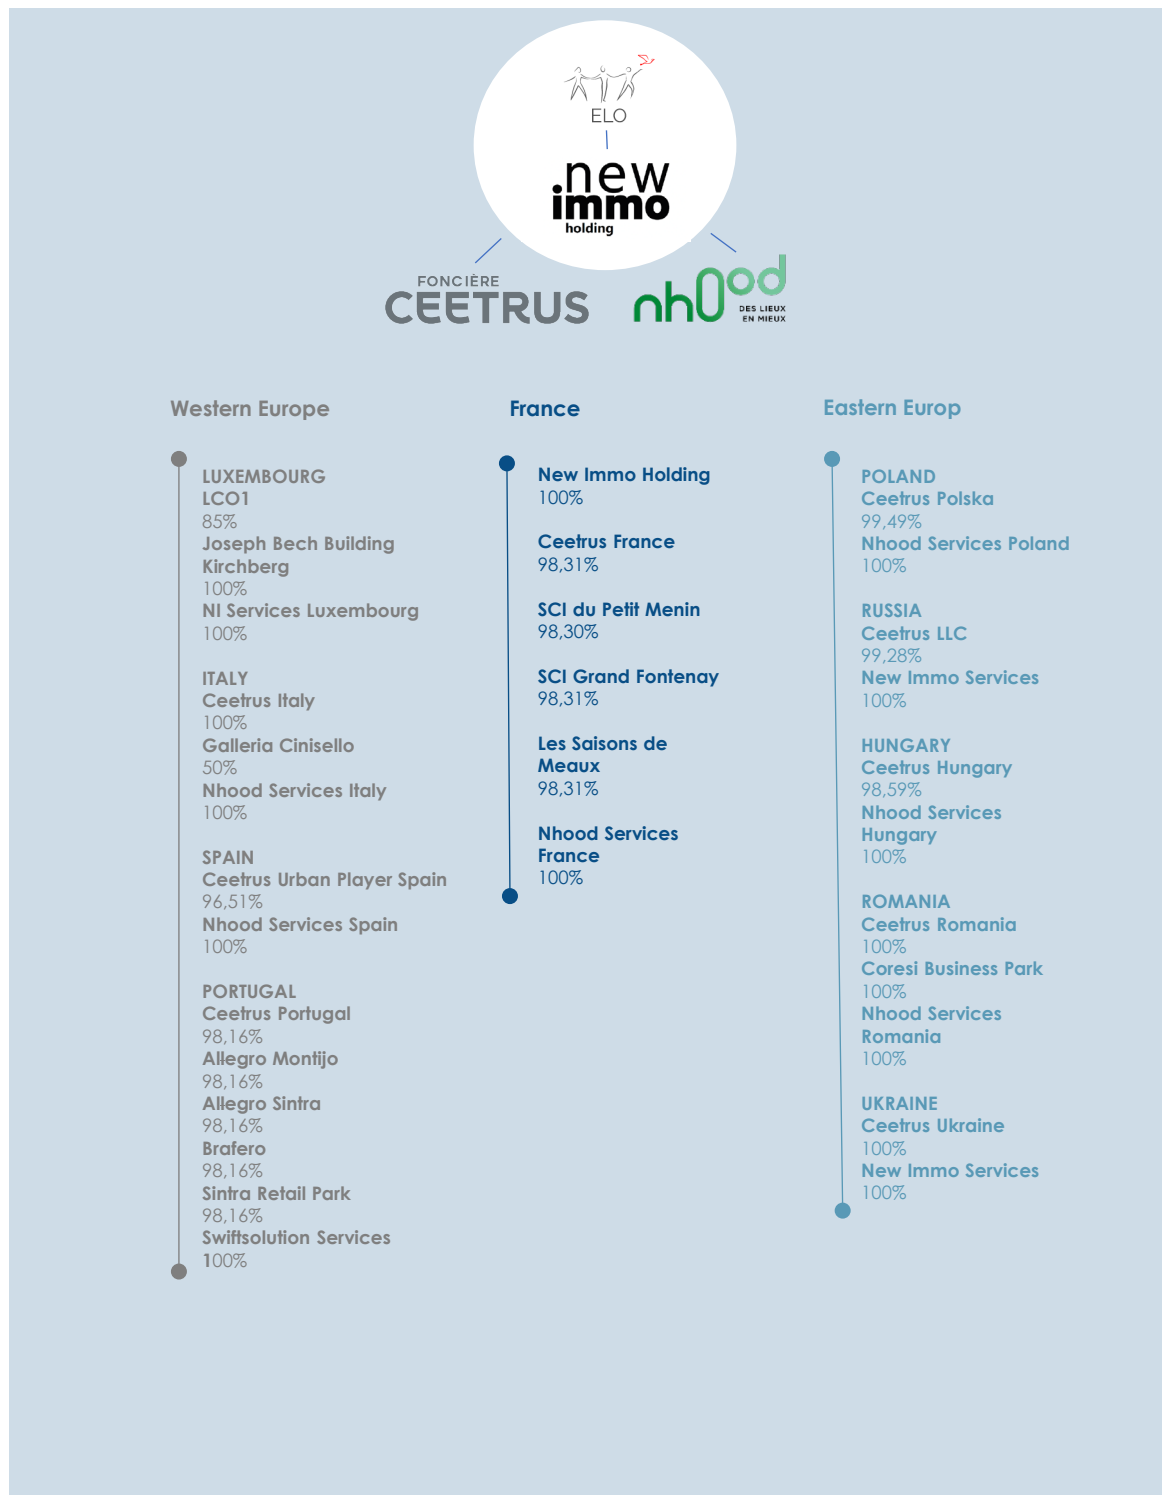 ELO
new
immo
holding
FONCIÈRE
CEETRUS
nhood
DES LIEUX
EN MIEUX
Western Europe
LUXEMBOURG
LCO1
85%
Joseph Bech Building
Kirchberg
100%
NI Services Luxembourg
100%
ITALY
Ceetrus Italy
100%
Galleria Cinisello
50%
Nhood Services Italy
100%
SPAIN
Ceetrus Urban Player Spain
96,51%
Nhood Services Spain
100%
PORTUGAL
Ceetrus Portugal
98,16%
Allegro Montijo
98,16%
Allegro Sintra
98,16%
Brafero
98,16%
Sintra Retail Park
98,16%
Swiftsolution Services
100%
France
New Immo Holding
100%
Ceetrus France
98,31%
SCI du Petit Menin
98,30%
SCI Grand Fontenay
98,31%
Les Saisons de
Meaux
98,31%
Nhood Services
France
100%
Eastern Europ
POLAND
Ceetrus Polska
99,49%
Nhood Services Poland
100%
RUSSIA
Ceetrus LLC
99,28%
New Immo Services
100%
HUNGARY
Ceetrus Hungary
98,59%
Nhood Services
Hungary
100%
ROMANIA
Ceetrus Romania
100%
Coresi Business Park
100%
Nhood Services
Romania
100%
UKRAINE
Ceetrus Ukraine
100%
New Immo Services
100%